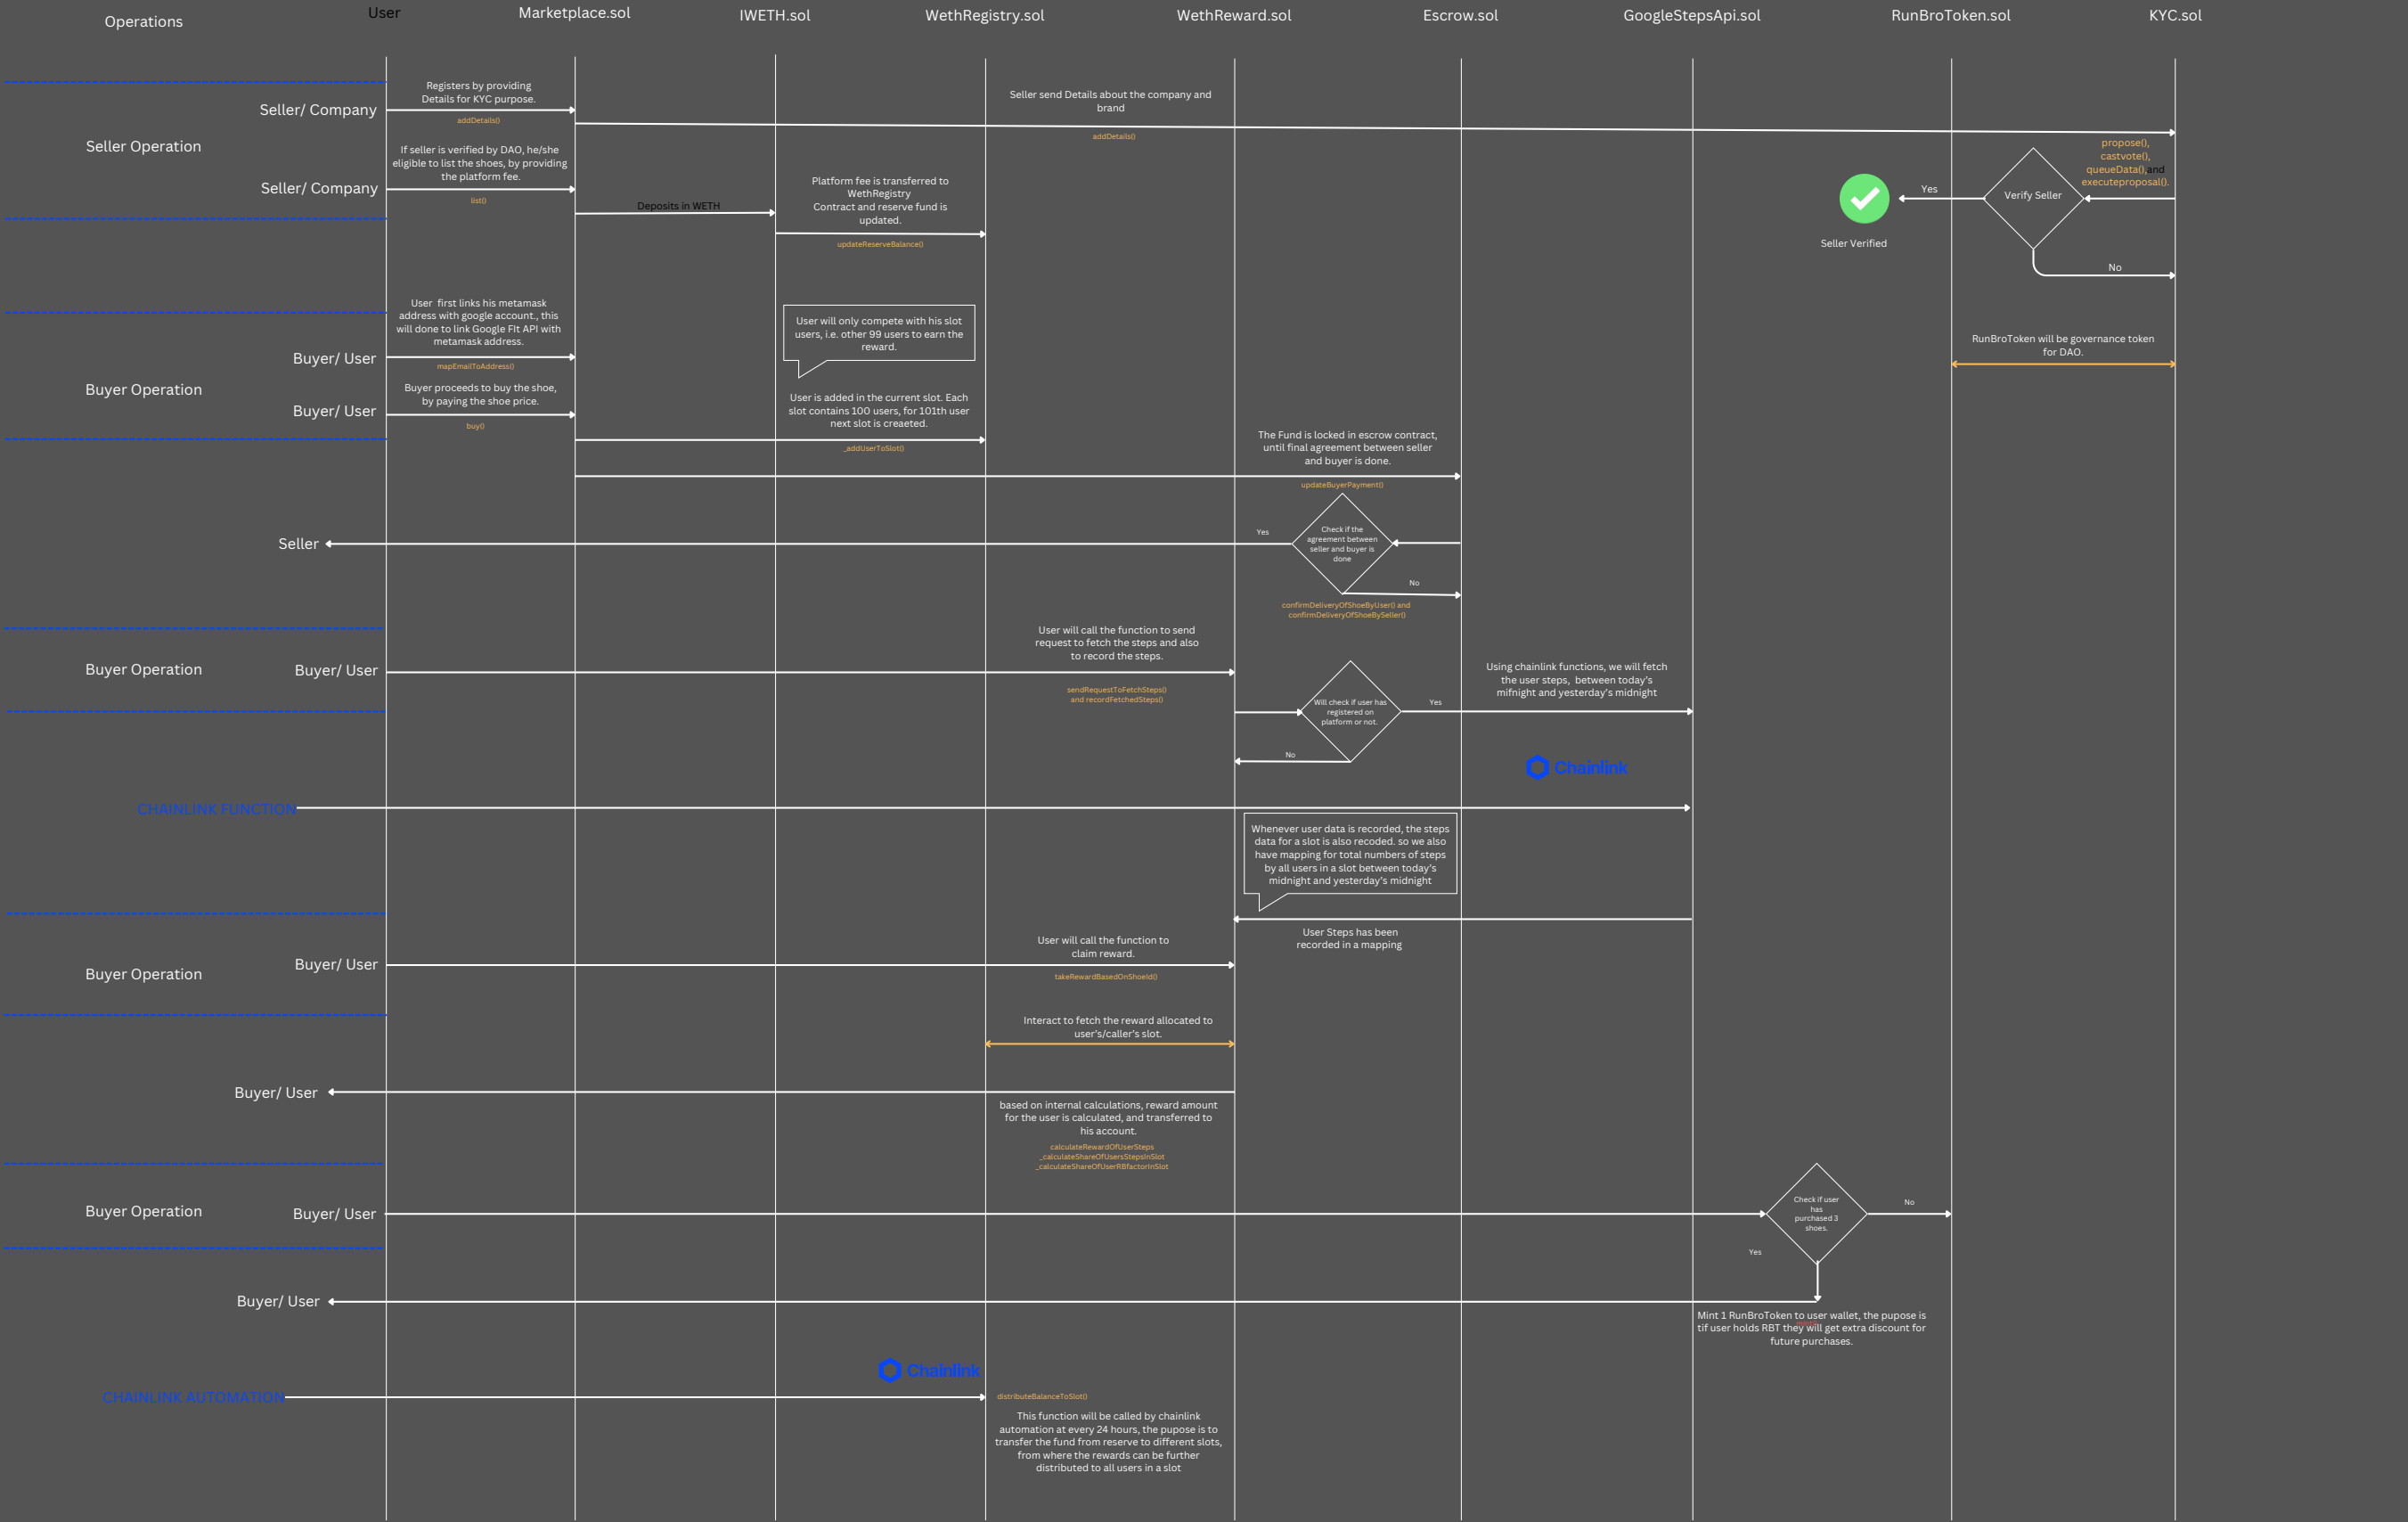 Operations
User
Marketplace.sol
IWETH.sol
WethRegistry.sol
WethReward.sol
Escrow.sol
GoogleStepsApi.sol
RunBroToken.sol
KYC.sol
Seller Operation
Seller/ Company
Registers by providing
Details for KYC purpose.
addDetails()
Seller send Details about the company and
brand
addDetails()
Seller/ Company
If seller is verified by DAO, he/she
eligible to list the shoes, by providing
the platform fee.
list()
Deposits in WETH
Platform fee is transferred to
WethRegistry
Contract and reserve fund is
updated.
updateReserveBalance()
propose(),
castvote(),
queueData(),and
executeproposal().
Verify Seller
Yes
Seller Verified
No
Buyer Operation
Buyer/ User
User first links his metamask
address with google account., this
will done to link Google FIt API with
metamask address.
mapEmailToAddress()
User will only compete with his slot
users, i.e. other 99 users to earn the
reward.
RunBroToken will be governance token
for DAO.
Buyer/ User
Buyer proceeds to buy the shoe,
by paying the shoe price.
buy()
User is added in the current slot. Each
slot contains 100 users, for 101th user
next slot is creaeted.
_addUserToSlot()
The Fund is locked in escrow contract,
until final agreement between seller
and buyer is done.
updateBuyerPayment()
Seller
Yes
Check if the
agreement between
seller and buyer is
done
No
confirmDeliveryOfShoeByUser() and
confirmDeliveryOfShoeBySeller()
Buyer Operation
Buyer/ User
User will call the function to send
request to fetch the steps and also
to record the steps.
sendRequestToFetchSteps()
and recordFetchedSteps()
Will check if user has
registered on
platform or not.
Yes
No
Using chainlink functions, we will fetch
the user steps, between today's
mifnight and yesterday's midnight
Chainlink
CHAINLINK FUNCTION
Whenever user data is recorded, the steps
data for a slot is also recoded. so we also
have mapping for total numbers of steps
by all users in a slot between today's
midnight and yesterday's midnight
User Steps has been
recorded in a mapping
Buyer Operation
Buyer/ User
User will call the function to
claim reward.
takeRewardBasedOnShoeId()
Interact to fetch the reward allocated to
user's/caller's slot.
Buyer/ User
based on internal calculations, reward amount
for the user is calculated, and transferred to
his account.
calculateRewardOfUserSteps
_calculateShareOfUsersStepsInSlot
_calculateShareOfUserRBfactorInSlot
Buyer Operation
Buyer/ User
Check if user
has
purchased 3
shoes.
No
Yes
Buyer/ User
Mint 1 RunBroToken to user wallet, the pupose is
tif user holds RBT they will get extra discount for
future purchases.
Chainlink
CHAINLINK AUTOMATION
distributeBalanceToSlot()
This function will be called by chainlink
automation at every 24 hours, the pupose is to
transfer the fund from reserve to different slots,
from where the rewards can be further
distributed to all users in a slot